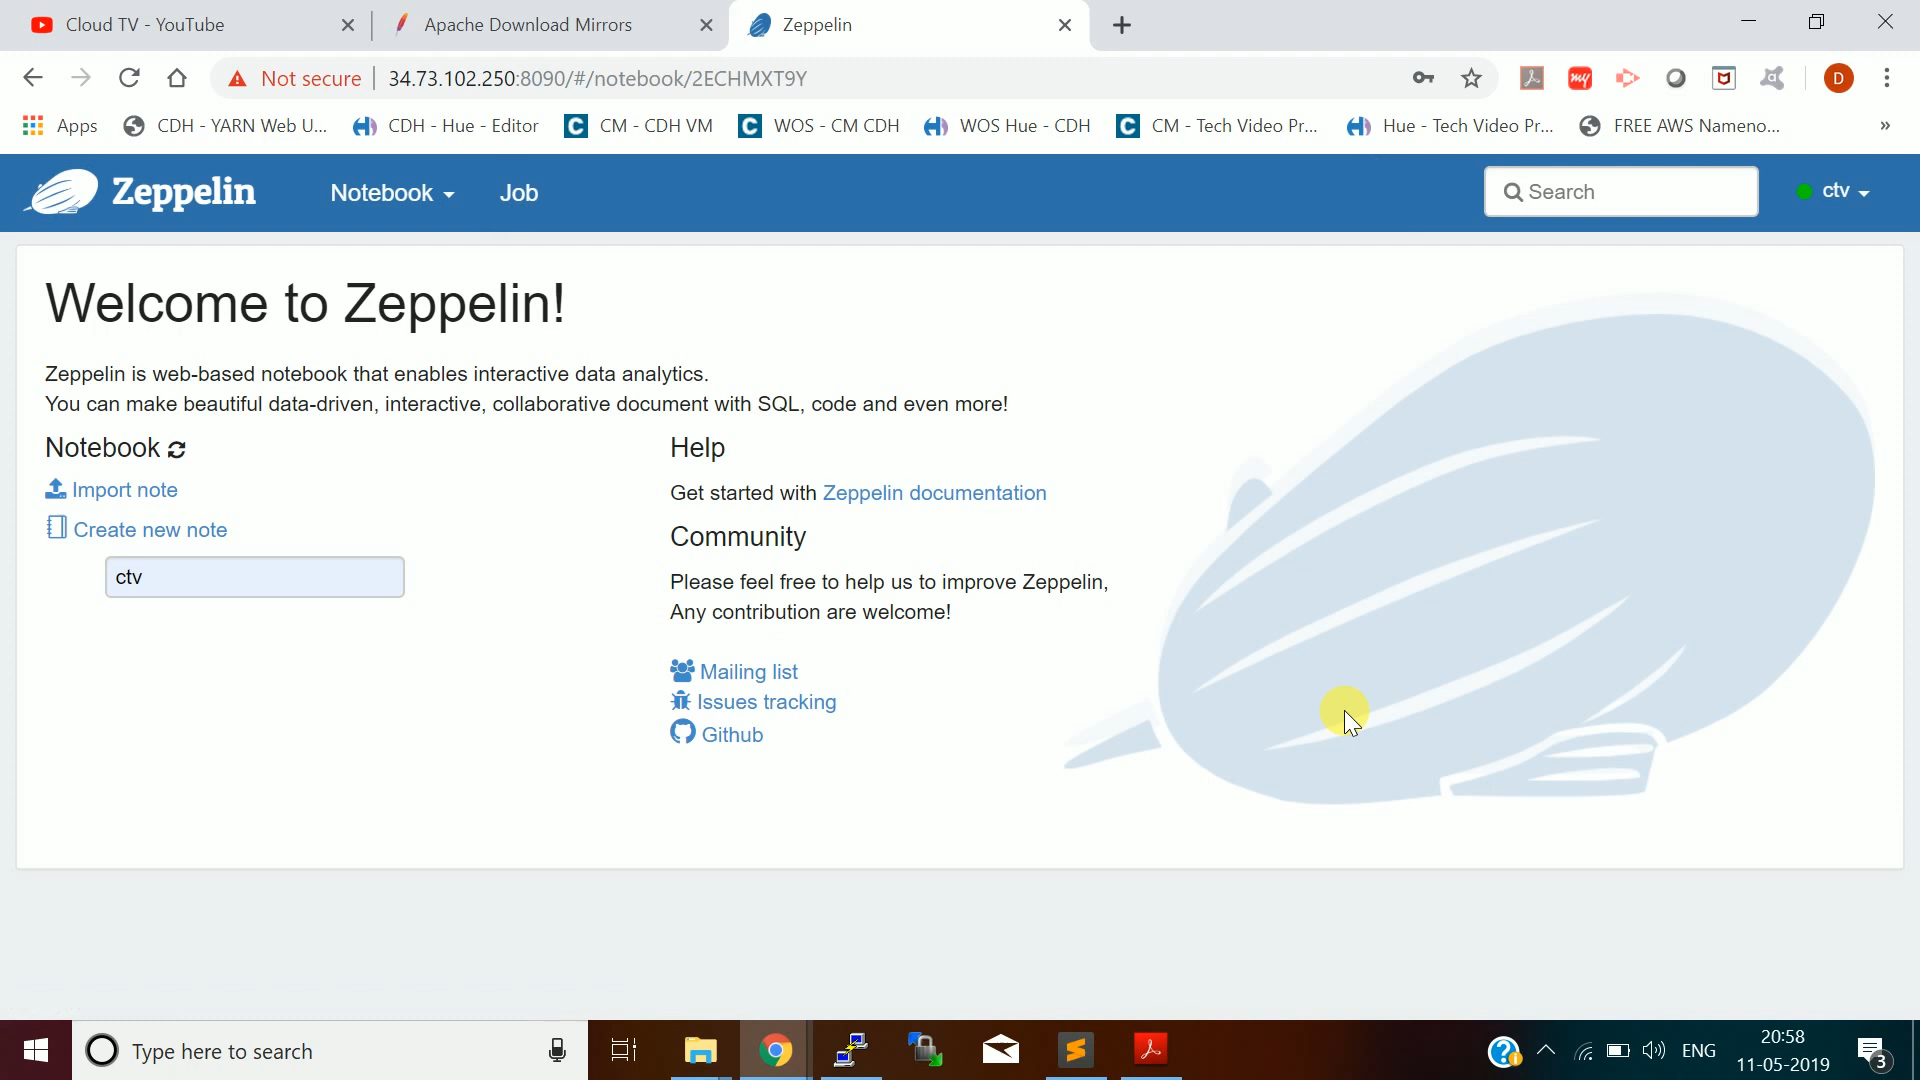 Cloud TV - YouTube
Apache Download Mirrors
Zeppelin
Not secure
34.73.102.250:8090/#/notebook/2ECHMXT9Y
my
D
Apps
CDH - YARN Web U...
CDH - Hue - Editor
C
CM - CDH VM
C
WOS - CM CDH
WOS Hue - CDH
C
CM - Tech Video Pr...
Hue - Tech Video Pr...
FREE AWS Nameno...
»
Zeppelin
Notebook
Job
Search
ctv
Welcome to Zeppelin!
Zeppelin is web-based notebook that enables interactive data analytics.
You can make beautiful data-driven, interactive, collaborative document with SQL, code and even more!
Notebook
Import note
Create new note
ctv
Help
Get started with Zeppelin documentation
Community
Please feel free to help us to improve Zeppelin,
Any contribution are welcome!
Mailing list
Issues tracking
Github
Type here to search
ENG
20:58
11-05-2019
3